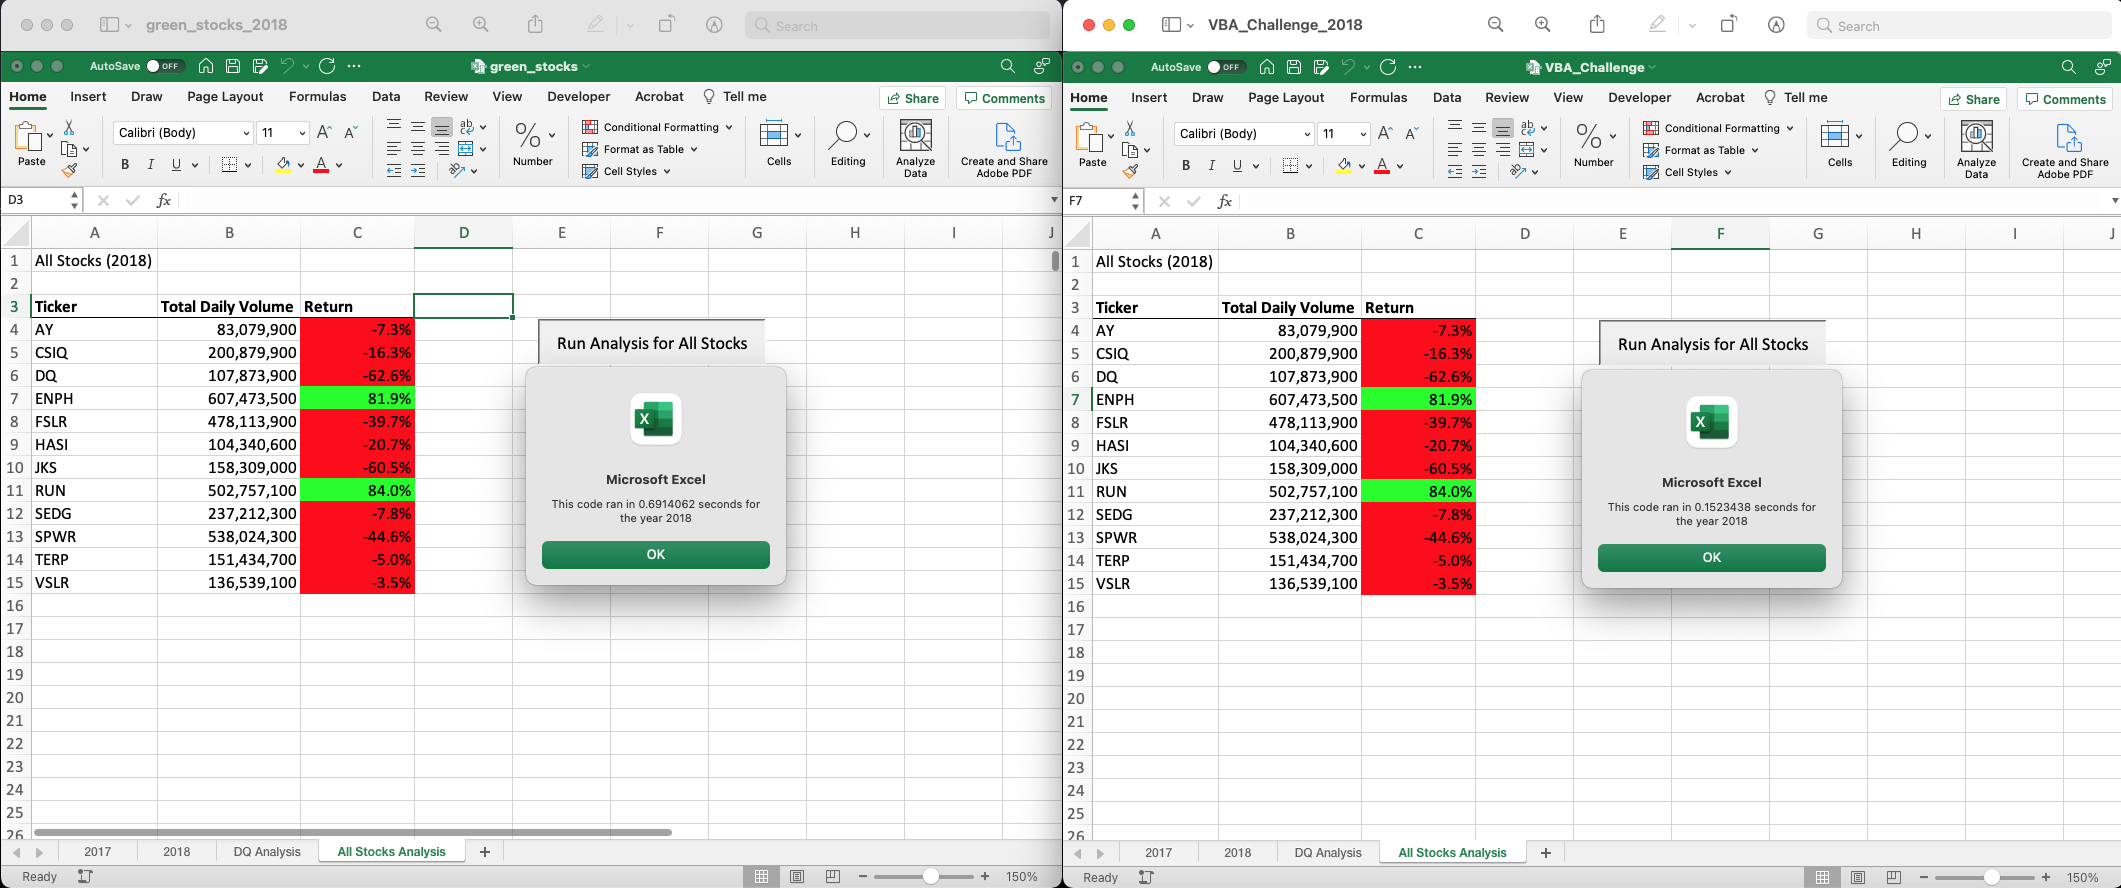 green_stocks_2018
Search
AutoSave OFF
green_stocks
Home Insert Draw Page Layout Formulas Data Review View Developer Acrobat Tell me
Share Comments
Paste
Calibri (Body) 11
B I U
ab
Number
Conditional Formatting
Format as Table
Cell Styles
Cells
Editing
Analyze
Data
Create and Share
Adobe PDF
D3 fx
A B C D E F G H I J
1 All Stocks (2018)
2
3 Ticker Total Daily Volume Return
4 AY 83,079,900 -7.3%
5 CSIQ 200,879,900 -16.3%
6 DQ 107,873,900 -62.6%
7 ENPH 607,473,500 81.9%
8 FSLR 478,113,900 -39.7%
9 HASI 104,340,600 -20.7%
10 JKS 158,309,000 -60.5%
11 RUN 502,757,100 84.0%
12 SEDG 237,212,300 -7.8%
13 SPWR 538,024,300 -44.6%
14 TERP 151,434,700 -5.0%
15 VSLR 136,539,100 -3.5%
16
17
18
19
20
21
22
23
24
25
26
Run Analysis for All Stocks
Microsoft Excel
This code ran in 0.6914062 seconds for
the year 2018
OK
2017 2018 DQ Analysis All Stocks Analysis +
Ready
150%
VBA_Challenge_2018
Search
AutoSave OFF
VBA_Challenge
Home Insert Draw Page Layout Formulas Data Review View Developer Acrobat Tell me
Share Comments
Paste
Calibri (Body) 11
B I U
ab
Number
Conditional Formatting
Format as Table
Cell Styles
Cells
Editing
Analyze
Data
Create and Share
Adobe PDF
F7 fx
A B C D E F G H I J
1 All Stocks (2018)
2
3 Ticker Total Daily Volume Return
4 AY 83,079,900 -7.3%
5 CSIQ 200,879,900 -16.3%
6 DQ 107,873,900 -62.6%
7 ENPH 607,473,500 81.9%
8 FSLR 478,113,900 -39.7%
9 HASI 104,340,600 -20.7%
10 JKS 158,309,000 -60.5%
11 RUN 502,757,100 84.0%
12 SEDG 237,212,300 -7.8%
13 SPWR 538,024,300 -44.6%
14 TERP 151,434,700 -5.0%
15 VSLR 136,539,100 -3.5%
16
17
18
19
20
21
22
23
24
25
26
Run Analysis for All Stocks
Microsoft Excel
This code ran in 0.1523438 seconds for
the year 2018
OK
2017 2018 DQ Analysis All Stocks Analysis +
Ready
150%